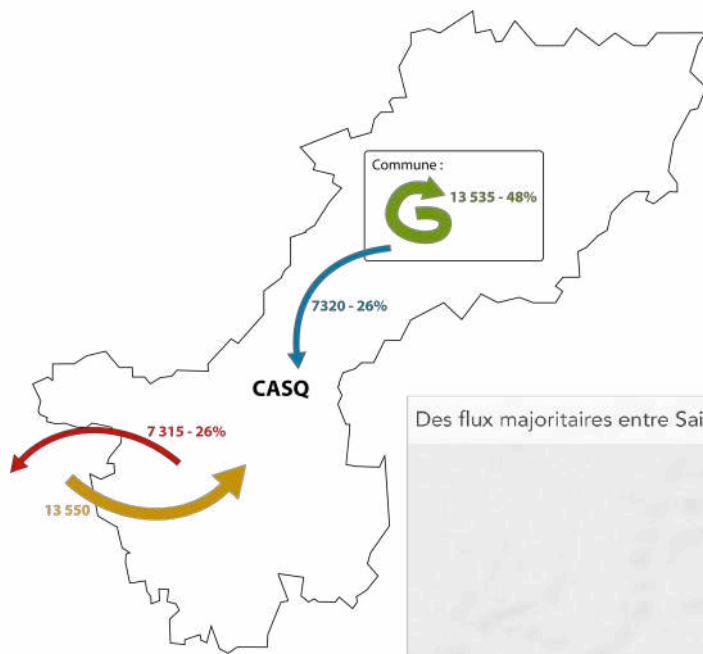 Commune :
13 535 - 48%
7320 - 26%
CASQ
7 315 - 26%
13 550
Des flux majoritaires entre Sai